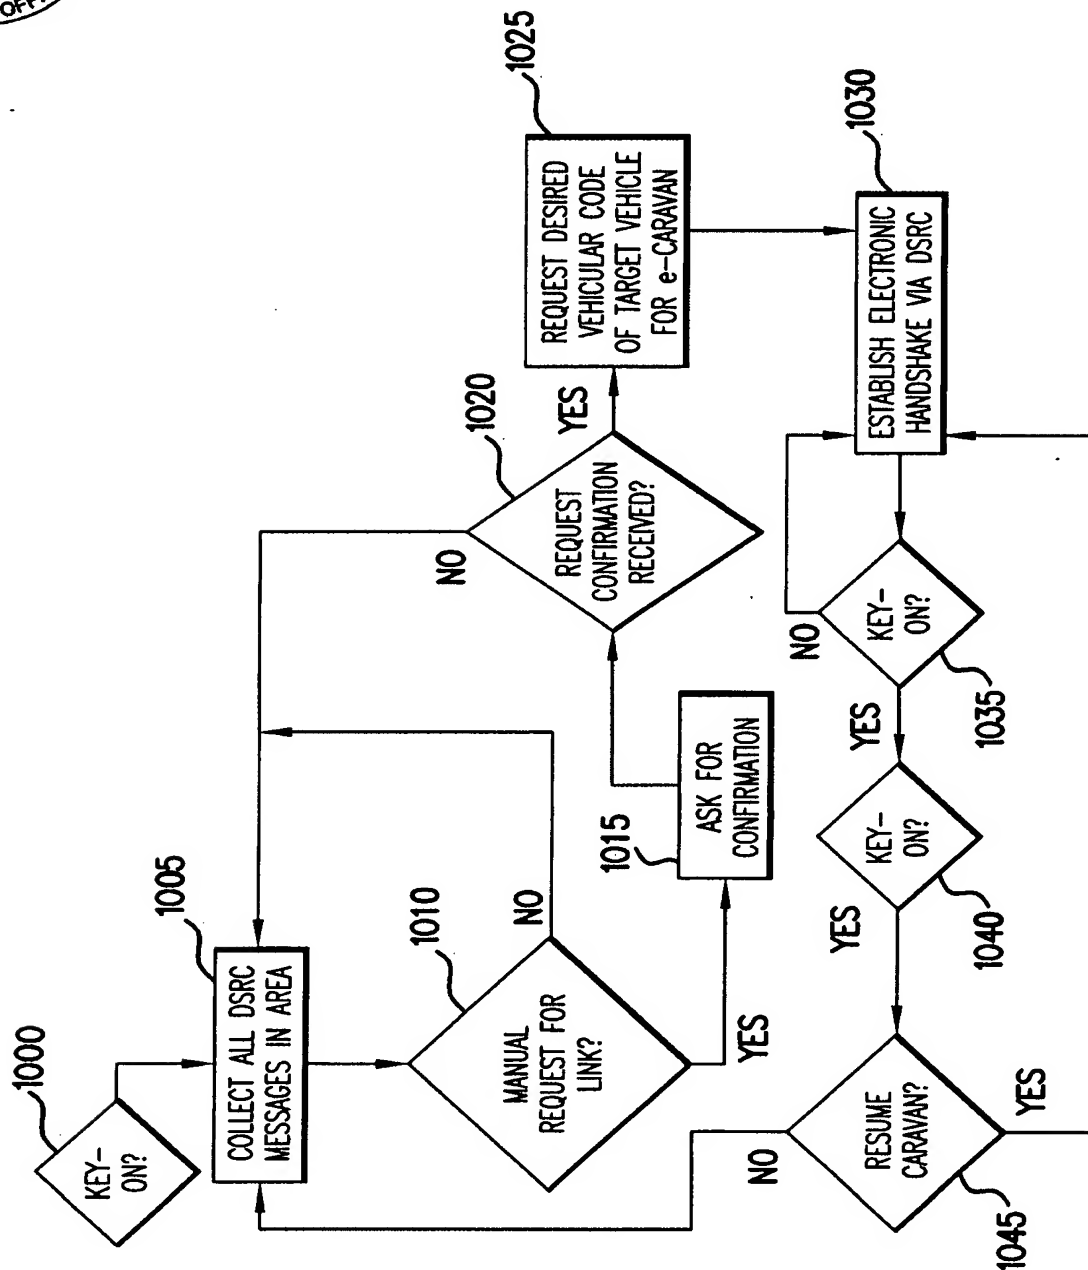 1000
KEY-
ON?
1005
COLLECT ALL DSRC
MESSAGES IN AREA
1010
MANUAL
REQUEST FOR
LINK?
NO
YES
1015
ASK FOR
CONFIRMATION
1020
REQUEST
CONFIRMATION
RECEIVED?
NO
YES
1025
REQUEST DESIRED
VEHICULAR CODE
OF TARGET VEHICLE
FOR e-CARAVAN
1030
ESTABLISH ELECTRONIC
HANDSHAKE VIA DSRC
KEY-
ON?
1035
NO
YES
KEY-
ON?
1040
YES
RESUME
CARAVAN?
1045
NO
YES